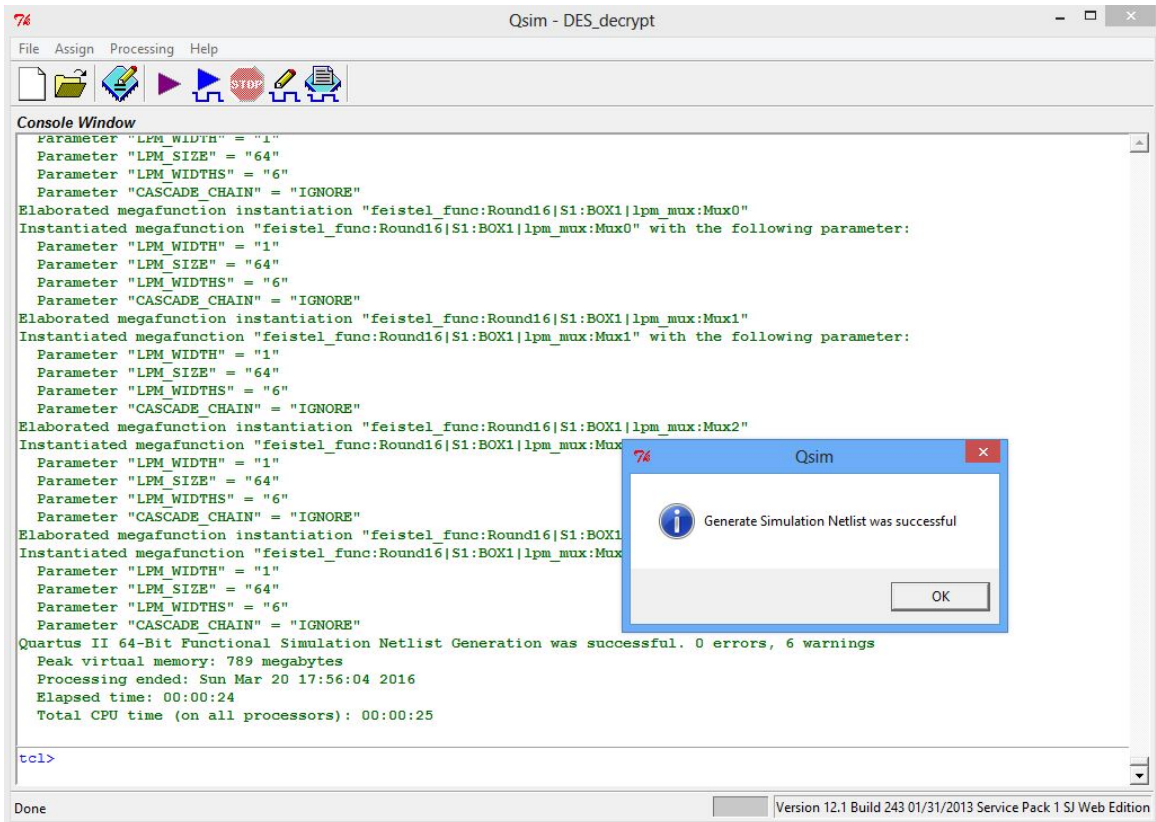 Qsim - DES_decrypt
File Assign Processing Help
STOP
Console Window
Parameter "LPM_WIDTH" = "1"
Parameter "LPM_SIZE" = "64"
Parameter "LPM_WIDTHS" = "6"
Parameter "CASCADE_CHAIN" = "IGNORE"
Elaborated megafunction instantiation "feistel_func:Round16|S1:BOX1|lpm_mux:Mux0"
Instantiated megafunction "feistel_func:Round16|S1:BOX1|lpm_mux:Mux0" with the following parameter:
Parameter "LPM_WIDTH" = "1"
Parameter "LPM_SIZE" = "64"
Parameter "LPM_WIDTHS" = "6"
Parameter "CASCADE_CHAIN" = "IGNORE"
Elaborated megafunction instantiation "feistel_func:Round16|S1:BOX1|lpm_mux:Mux1"
Instantiated megafunction "feistel_func:Round16|S1:BOX1|lpm_mux:Mux1" with the following parameter:
Parameter "LPM_WIDTH" = "1"
Parameter "LPM_SIZE" = "64"
Parameter "LPM_WIDTHS" = "6"
Parameter "CASCADE_CHAIN" = "IGNORE"
Elaborated megafunction instantiation "feistel_func:Round16|S1:BOX1|lpm_mux:Mux2"
Instantiated megafunction "feistel_func:Round16|S1:BOX1|lpm_mux:Mux
Parameter "LPM_WIDTH" = "1"
Parameter "LPM_SIZE" = "64"
Parameter "LPM_WIDTHS" = "6"
Parameter "CASCADE_CHAIN" = "IGNORE"
Elaborated megafunction instantiation "feistel_func:Round16|S1:BOX1
Instantiated megafunction "feistel_func:Round16|S1:BOX1|lpm_mux:Mux
Parameter "LPM_WIDTH" = "1"
Parameter "LPM_SIZE" = "64"
Parameter "LPM_WIDTHS" = "6"
Parameter "CASCADE_CHAIN" = "IGNORE"
Quartus II 64-Bit Functional Simulation Netlist Generation was successful. 0 errors, 6 warnings
Peak virtual memory: 789 megabytes
Processing ended: Sun Mar 20 17:56:04 2016
Elapsed time: 00:00:24
Total CPU time (on all processors): 00:00:25
Qsim
Generate Simulation Netlist was successful
OK
tcl>
Done
Version 12.1 Build 243 01/31/2013 Service Pack 1 SJ Web Edition